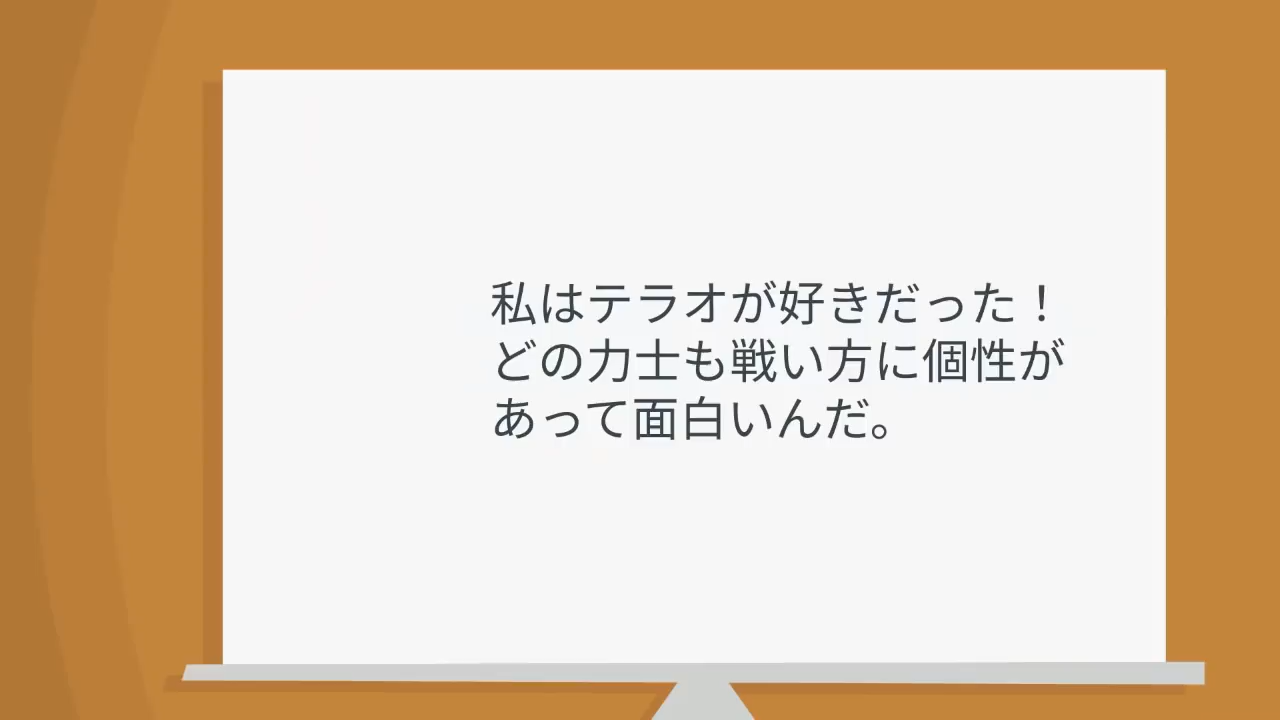 私はテラオが好きだった！
どの力士も戦い方に個性が
あって面白いんだ。